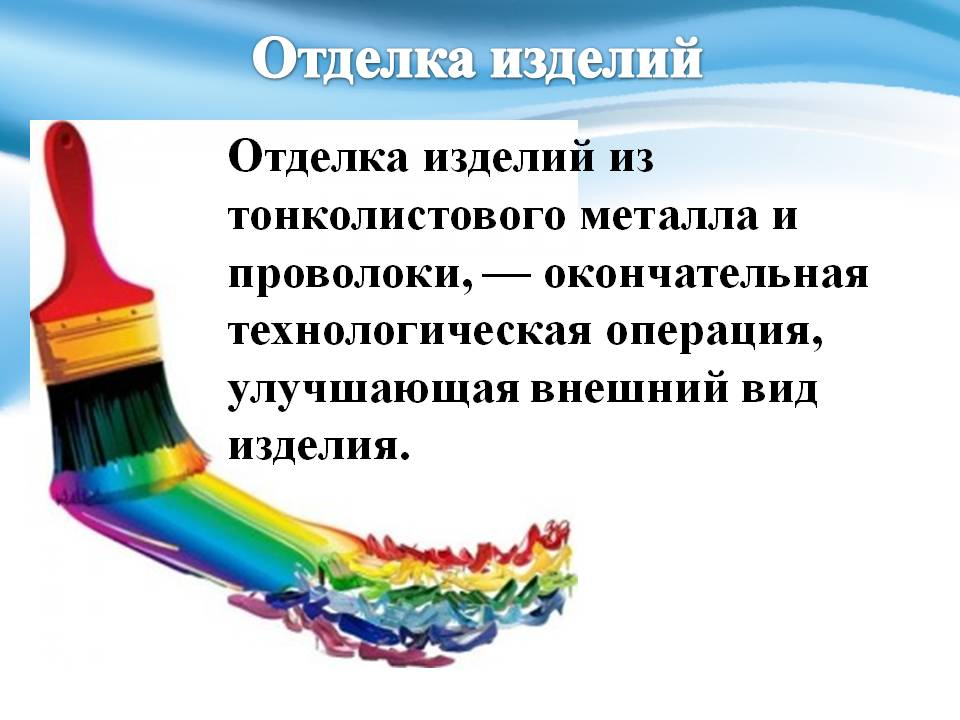 Отделка изделий
Отделка изделий из
тонколистового металла и
проволоки, — окончательная
технологическая операция,
улучшающая внешний вид
изделия.